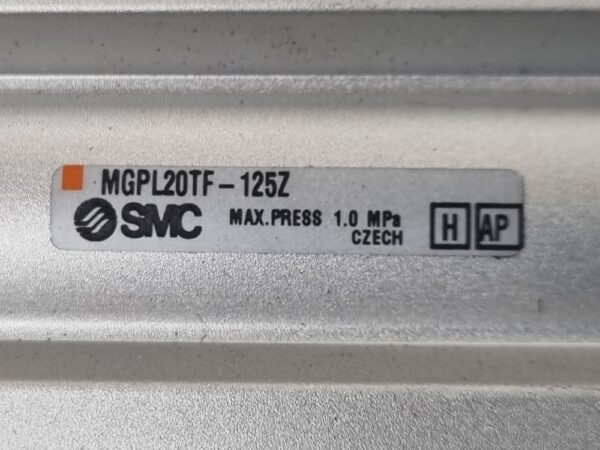 MGPL20TF-125Z
SMC MAX.PRESS 1.0 MPa
CZECH
H AP